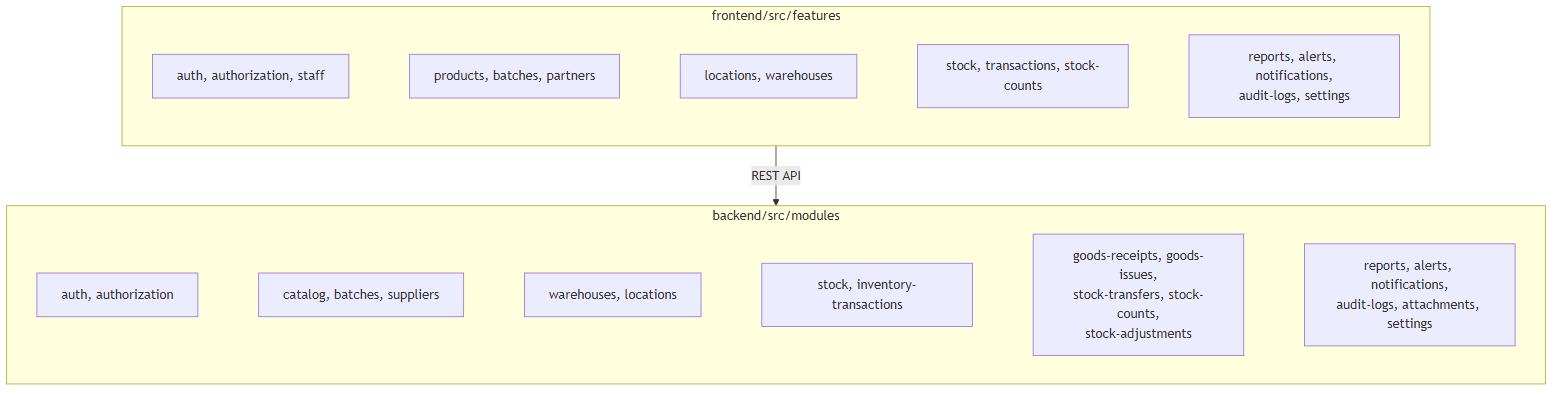 frontend/src/features
auth, authorization, staff
products, batches, partners
locations, warehouses
stock, transactions, stock-
counts
reports, alerts,
notifications,
audit-logs, settings
REST API
backend/src/modules
auth, authorization
catalog, batches, suppliers
warehouses, locations
stock, inventory-
transactions
goods-receipts, goods-
issues,
stock-transfers, stock-
counts,
stock-adjustments
reports, alerts,
notifications,
audit-logs, attachments,
settings